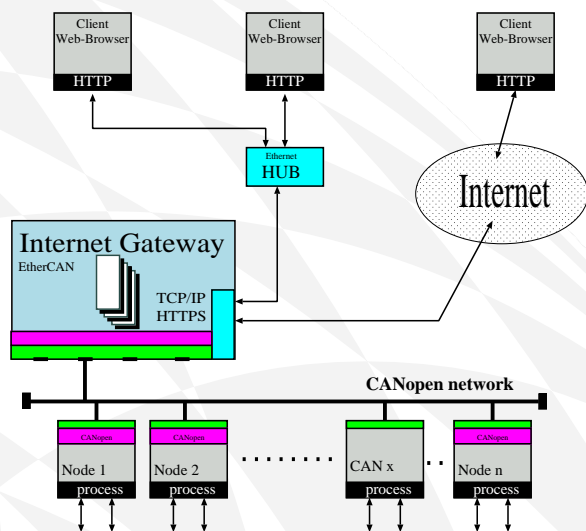 Client
Web-Browser
HTTP
Client
Web-Browser
HTTP
Client
Web-Browser
HTTP
Ethernet
HUB
Internet
Internet Gateway
EtherCAN
TCP/IP
HTTPS
CANopen network
CANopen
Node 1
process
CANopen
Node 2
process
. . . . . . . .
CAN x
process
. .
CANopen
Node n
process